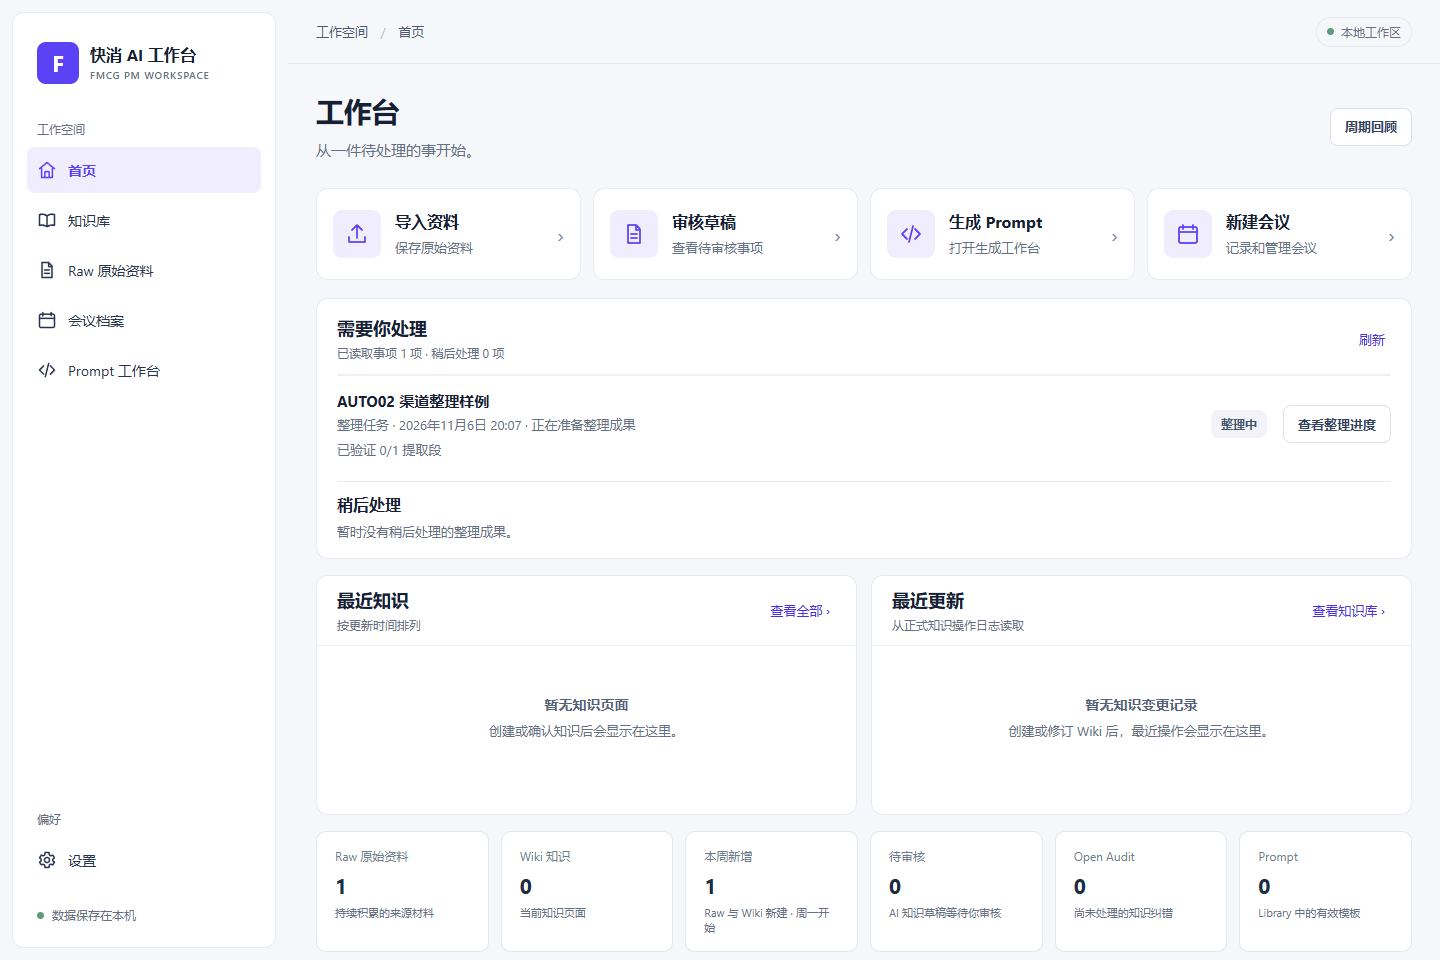 F
快消 AI 工作台
FMCG PM WORKSPACE
工作空间
首页
知识库
Raw 原始资料
会议档案
Prompt 工作台
偏好
设置
数据保存在本机
工作空间 / 首页
本地工作区
工作台
从一件待处理的事开始。
周期回顾
导入资料
保存原始资料
审核草稿
查看待审核事项
生成 Prompt
打开生成工作台
新建会议
记录和管理会议
需要你处理
已读取事项 1 项 · 稍后处理 0 项
刷新
AUTO02 渠道整理样例
整理任务 · 2026年11月6日 20:07 · 正在准备整理成果
已验证 0/1 提取段
整理中
查看整理进度
稍后处理
暂时没有稍后处理的整理成果。
最近知识
按更新时间排列
查看全部 ›
暂无知识页面
创建或确认知识后会显示在这里。
最近更新
从正式知识操作日志读取
查看知识库 ›
暂无知识变更记录
创建或修订 Wiki 后，最近操作会显示在这里。
Raw 原始资料
1
持续积累的来源材料
Wiki 知识
0
当前知识页面
本周新增
1
Raw 与 Wiki 新建 · 周一开
始
待审核
0
AI 知识草稿等待你审核
Open Audit
0
尚未处理的知识纠错
Prompt
0
Library 中的有效模板